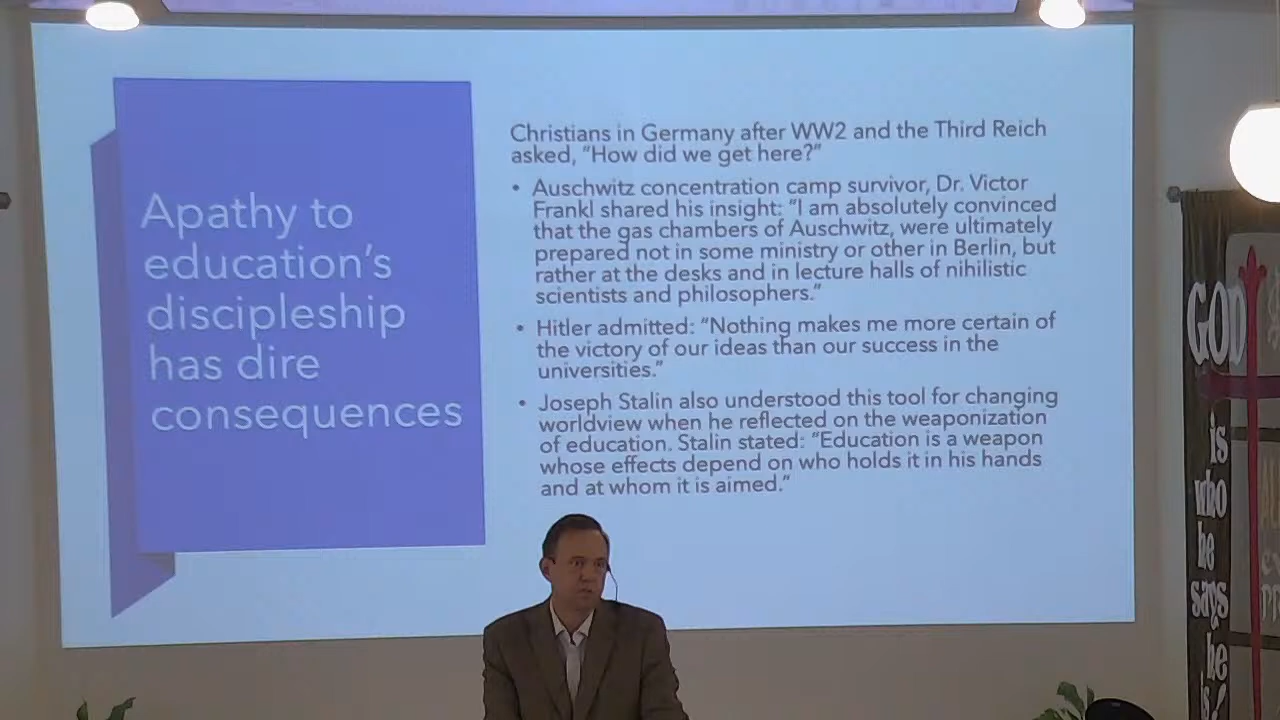 Apathy to
education's
discipleship
has dire
consequences
Christians in Germany after WW2 and the Third Reich
asked, "How did we get here?"
• Auschwitz concentration camp survivor, Dr. Victor
Frankl shared his insight: "I am absolutely convinced
that the gas chambers of Auschwitz, were ultimately
prepared not in some ministry or other in Berlin, but
rather at the desks and in lecture halls of nihilistic
scientists and philosophers."
• Hitler admitted: "Nothing makes me more certain of
the victory of our ideas than our success in the
universities."
• Joseph Stalin also understood this tool for changing
worldview when he reflected on the weaponization
of education. Stalin stated: "Education is a weapon
whose effects depend on who holds it in his hands
and at whom it is aimed."
GOD
is
who
he
says
he
is!